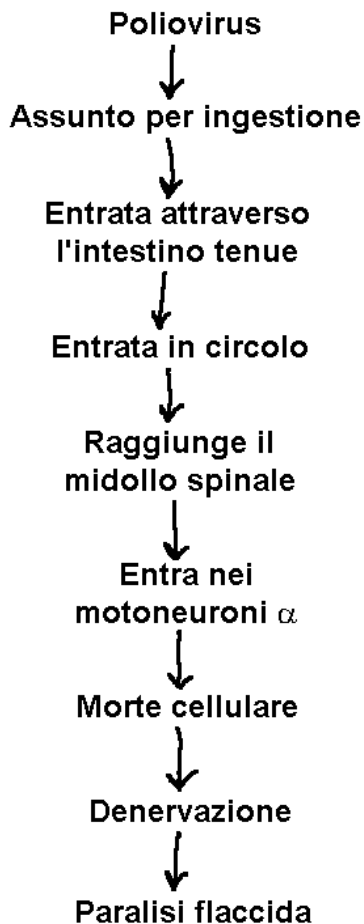 Poliovirus
Assunto per ingestione
Entrata attraverso
l'intestino tenue
Entrata in circolo
Raggiunge il
midollo spinale
Entra nei
motoneuroni α
Morte cellulare
Denervazione
Paralisi flaccida